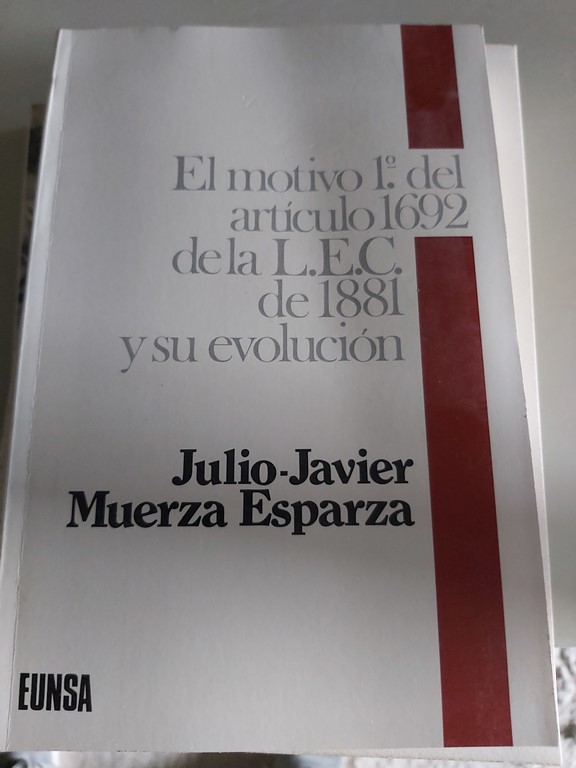 El motivo 1º. del
artículo 1692
de la L.E.C.
de 1881
y su evolución
Julio-Javier
Muerza Esparza
EUNSA